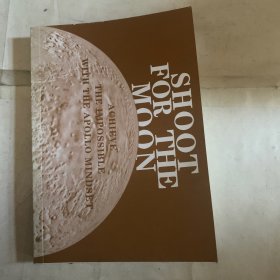 SHOOT
FOR THE
MOON
ACHIEVE
THE IMPOSSIBLE
WITH THE APOLLO MINDSET